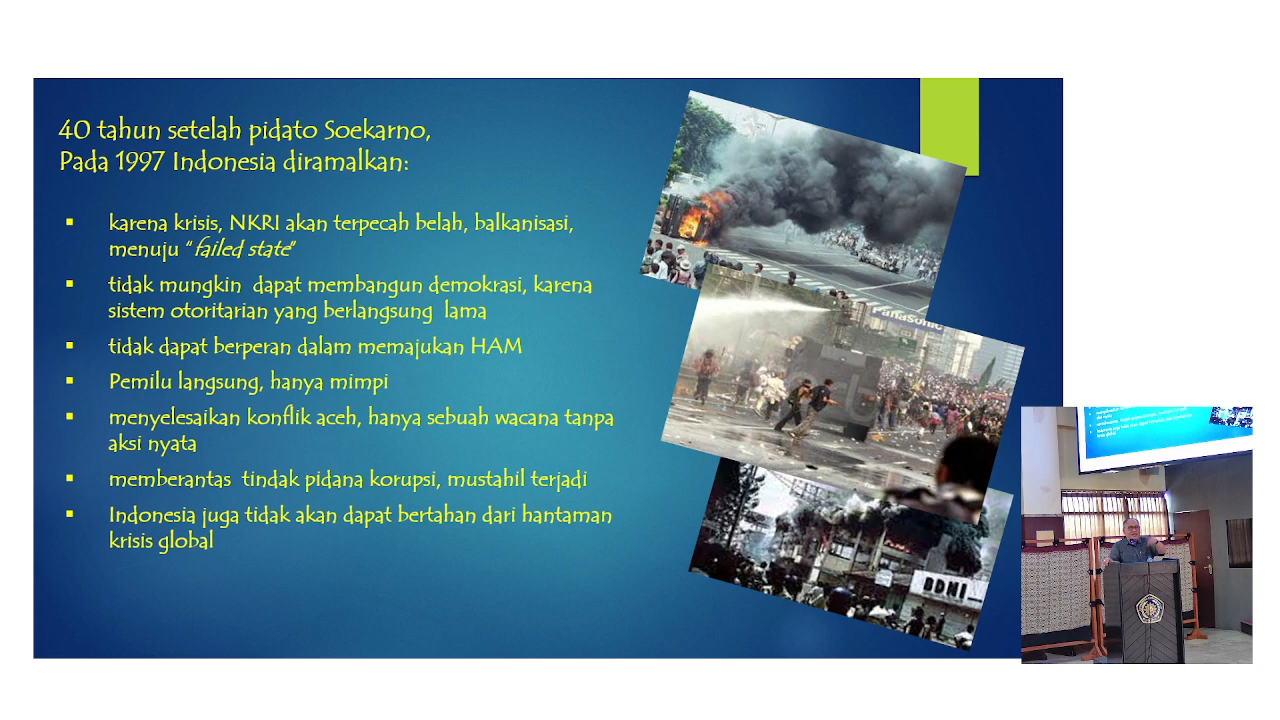 40 tahun setelah pidato Soekarno,
Pada 1997 Indonesia diramalkan:
▪ karena krisis, NKRI akan terpecah belah, balkanisasi,
menuju “failed state”
▪ tidak mungkin dapat membangun demokrasi, karena
sistem otoritarian yang berlangsung lama
▪ tidak dapat berperan dalam memajukan HAM
▪ Pemilu langsung, hanya mimpi
▪ menyelesaikan konflik aceh, hanya sebuah wacana tanpa
aksi nyata
▪ memberantas tindak pidana korupsi, mustahil terjadi
▪ Indonesia juga tidak akan dapat bertahan dari hantaman
krisis global
Panasonic
BDNI